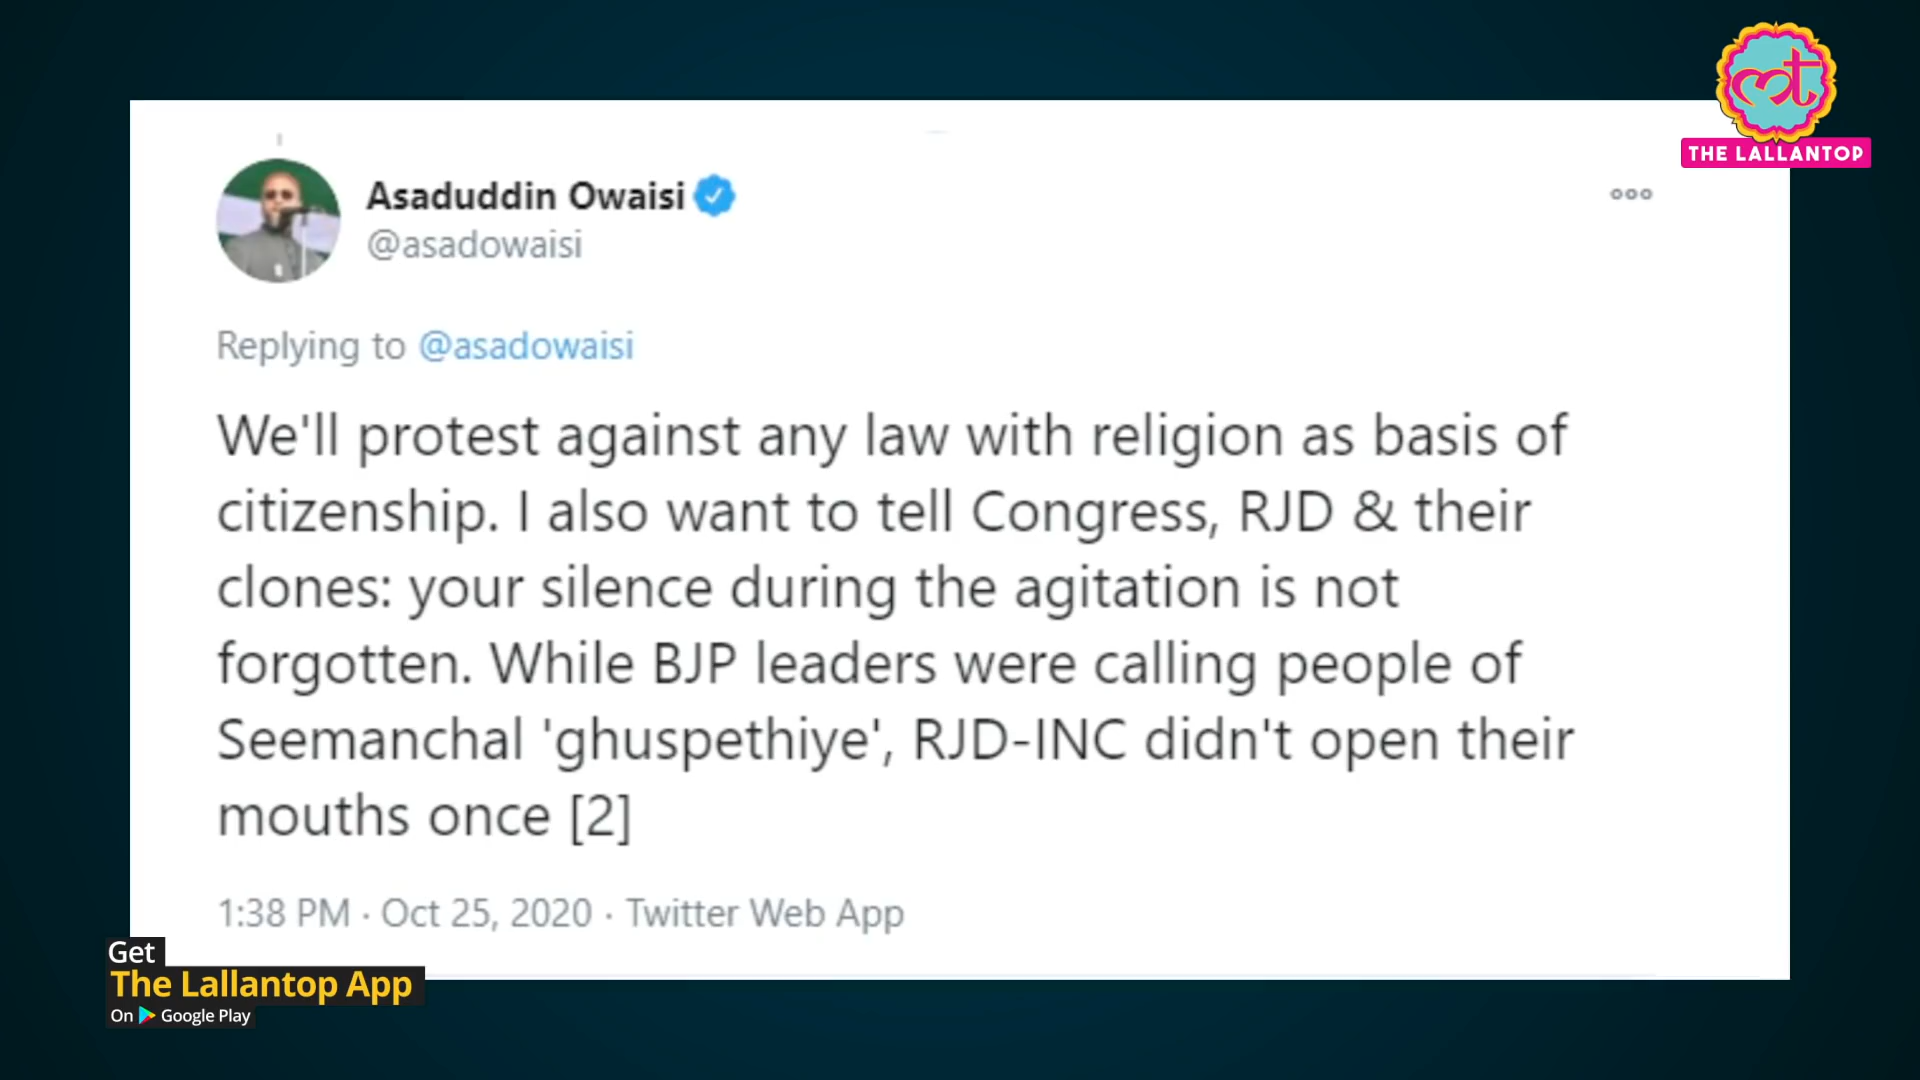 THE LALLANTOP
Asaduddin Owaisi
@asadowaisi
Replying to @asadowaisi
We'll protest against any law with religion as basis of
citizenship. I also want to tell Congress, RJD & their
clones: your silence during the agitation is not
forgotten. While BJP leaders were calling people of
Seemanchal 'ghuspethiye', RJD-INC didn't open their
mouths once [2]
1:38 PM · Oct 25, 2020 · Twitter Web App
Get
The Lallantop App
On Google Play